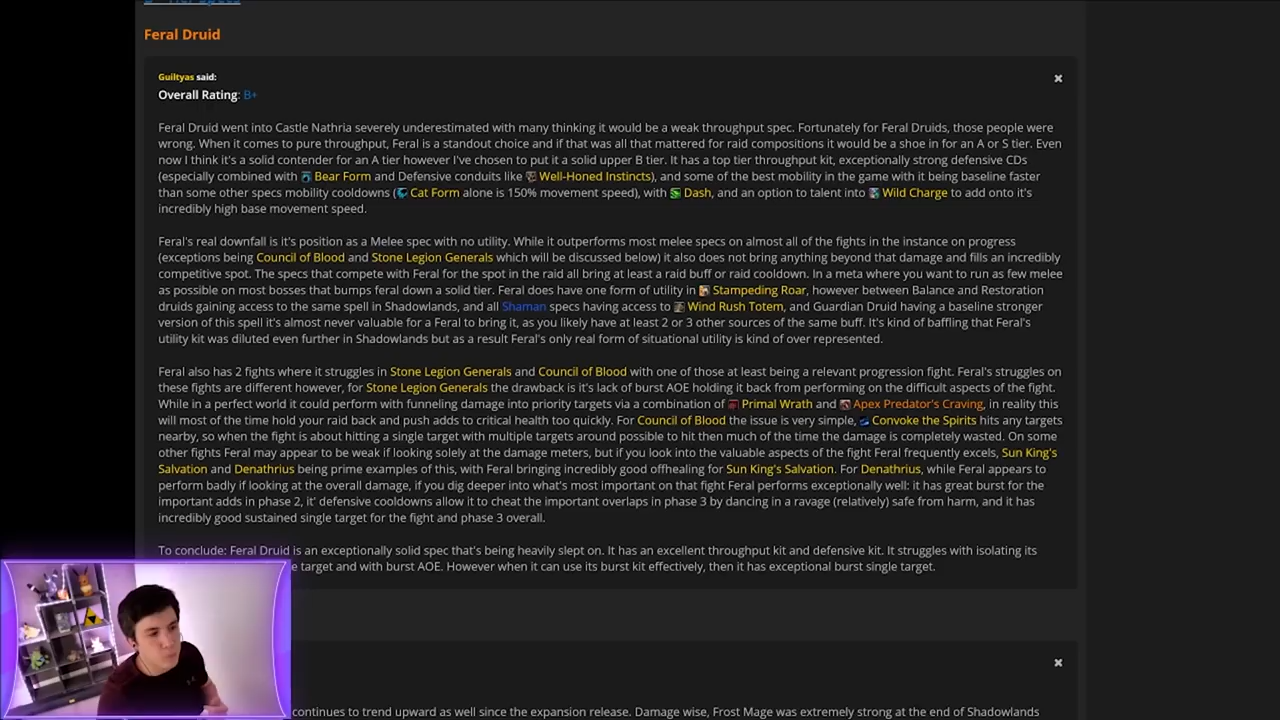 B - Tier Specs
Feral Druid
Guiltyas said:
Overall Rating: B+
Feral Druid went into Castle Nathria severely underestimated with many thinking it would be a weak throughput spec. Fortunately for Feral Druids, those people were
wrong. When it comes to pure throughput, Feral is a standout choice and if that was all that mattered for raid compositions it would be a shoe in for an A or S tier. Even
now I think it's a solid contender for an A tier however I've chosen to put it a solid upper B tier. It has a top tier throughput kit, exceptionally strong defensive CDs
(especially combined with Bear Form and Defensive conduits like Well-Honed Instincts), and some of the best mobility in the game with it being baseline faster
than some other specs mobility cooldowns (Cat Form alone is 150% movement speed), with Dash, and an option to talent into Wild Charge to add onto it's
incredibly high base movement speed.
Feral's real downfall is it's position as a Melee spec with no utility. While it outperforms most melee specs on almost all of the fights in the instance on progress
(exceptions being Council of Blood and Stone Legion Generals which will be discussed below) it also does not bring anything beyond that damage and fills an incredibly
competitive spot. The specs that compete with Feral for the spot in the raid all bring at least a raid buff or raid cooldown. In a meta where you want to run as few melee
as possible on most bosses that bumps feral down a solid tier. Feral does have one form of utility in Stampeding Roar, however between Balance and Restoration
druids gaining access to the same spell in Shadowlands, and all Shaman specs having access to Wind Rush Totem, and Guardian Druid having a baseline stronger
version of this spell it's almost never valuable for a Feral to bring it, as you likely have at least 2 or 3 other sources of the same buff. It's kind of baffling that Feral's
utility kit was diluted even further in Shadowlands but as a result Feral's only real form of situational utility is kind of over represented.
Feral also has 2 fights where it struggles in Stone Legion Generals and Council of Blood with one of those at least being a relevant progression fight. Feral's struggles on
these fights are different however, for Stone Legion Generals the drawback is it's lack of burst AOE holding it back from performing on the difficult aspects of the fight.
While in a perfect world it could perform with funneling damage into priority targets via a combination of Primal Wrath and Apex Predator's Craving, in reality this
will most of the time hold your raid back and push adds to critical health too quickly. For Council of Blood the issue is very simple, Convoke the Spirits hits any targets
nearby, so when the fight is about hitting a single target with multiple targets around possible to hit then much of the time the damage is completely wasted. On some
other fights Feral may appear to be weak if looking solely at the damage meters, but if you look into the valuable aspects of the fight Feral frequently excels, Sun King's
Salvation and Denathrius being prime examples of this, with Feral bringing incredibly good offhealing for Sun King's Salvation. For Denathrius, while Feral appears to
perform badly if looking at the overall damage, if you dig deeper into what's most important on that fight Feral performs exceptionally well: it has great burst for the
important adds in phase 2, it' defensive cooldowns allow it to cheat the important overlaps in phase 3 by dancing in a ravage (relatively) safe from harm, and it has
incredibly good sustained single target for the fight and phase 3 overall.
To conclude: Feral Druid is an exceptionally solid spec that's being heavily slept on. It has an excellent throughput kit and defensive kit. It struggles with isolating its
target and with burst AOE. However when it can use its burst kit effectively, then it has exceptional burst single target.
continues to trend upward as well since the expansion release. Damage wise, Frost Mage was extremely strong at the end of Shadowlands